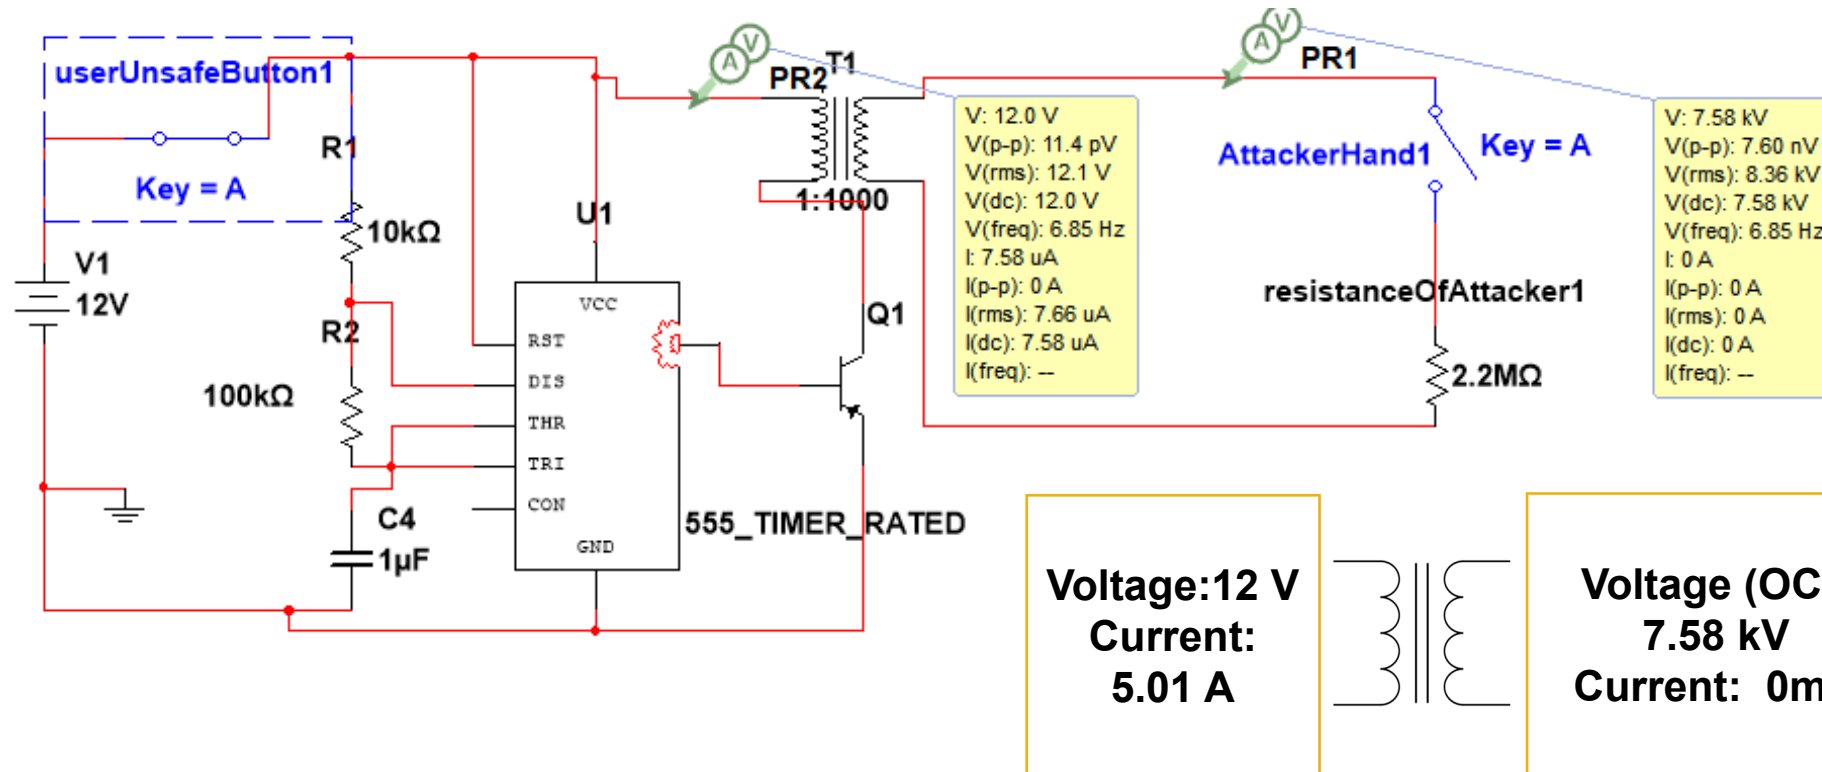 userUnsafeButton1
Key = A
V1
12V
R1
10kΩ
R2
100kΩ
C4
1µF
U1
VCC
RST
DIS
THR
TRI
CON
GND
555_TIMER_RATED
Q1
PR2
T1
1:1000
V: 12.0 V
V(p-p): 11.4 pV
V(rms): 12.1 V
V(dc): 12.0 V
V(freq): 6.85 Hz
I: 7.58 uA
I(p-p): 0 A
I(rms): 7.66 uA
I(dc): 7.58 uA
I(freq): --
A
V
PR1
A
V
AttackerHand1
Key = A
resistanceOfAttacker1
2.2MΩ
V: 7.58 kV
V(p-p): 7.60 nV
V(rms): 8.36 kV
V(dc): 7.58 kV
V(freq): 6.85 Hz
I: 0 A
I(p-p): 0 A
I(rms): 0 A
I(dc): 0 A
I(freq): --
Voltage:12 V
Current:
5.01 A
Voltage (OC
7.58 kV
Current: 0m